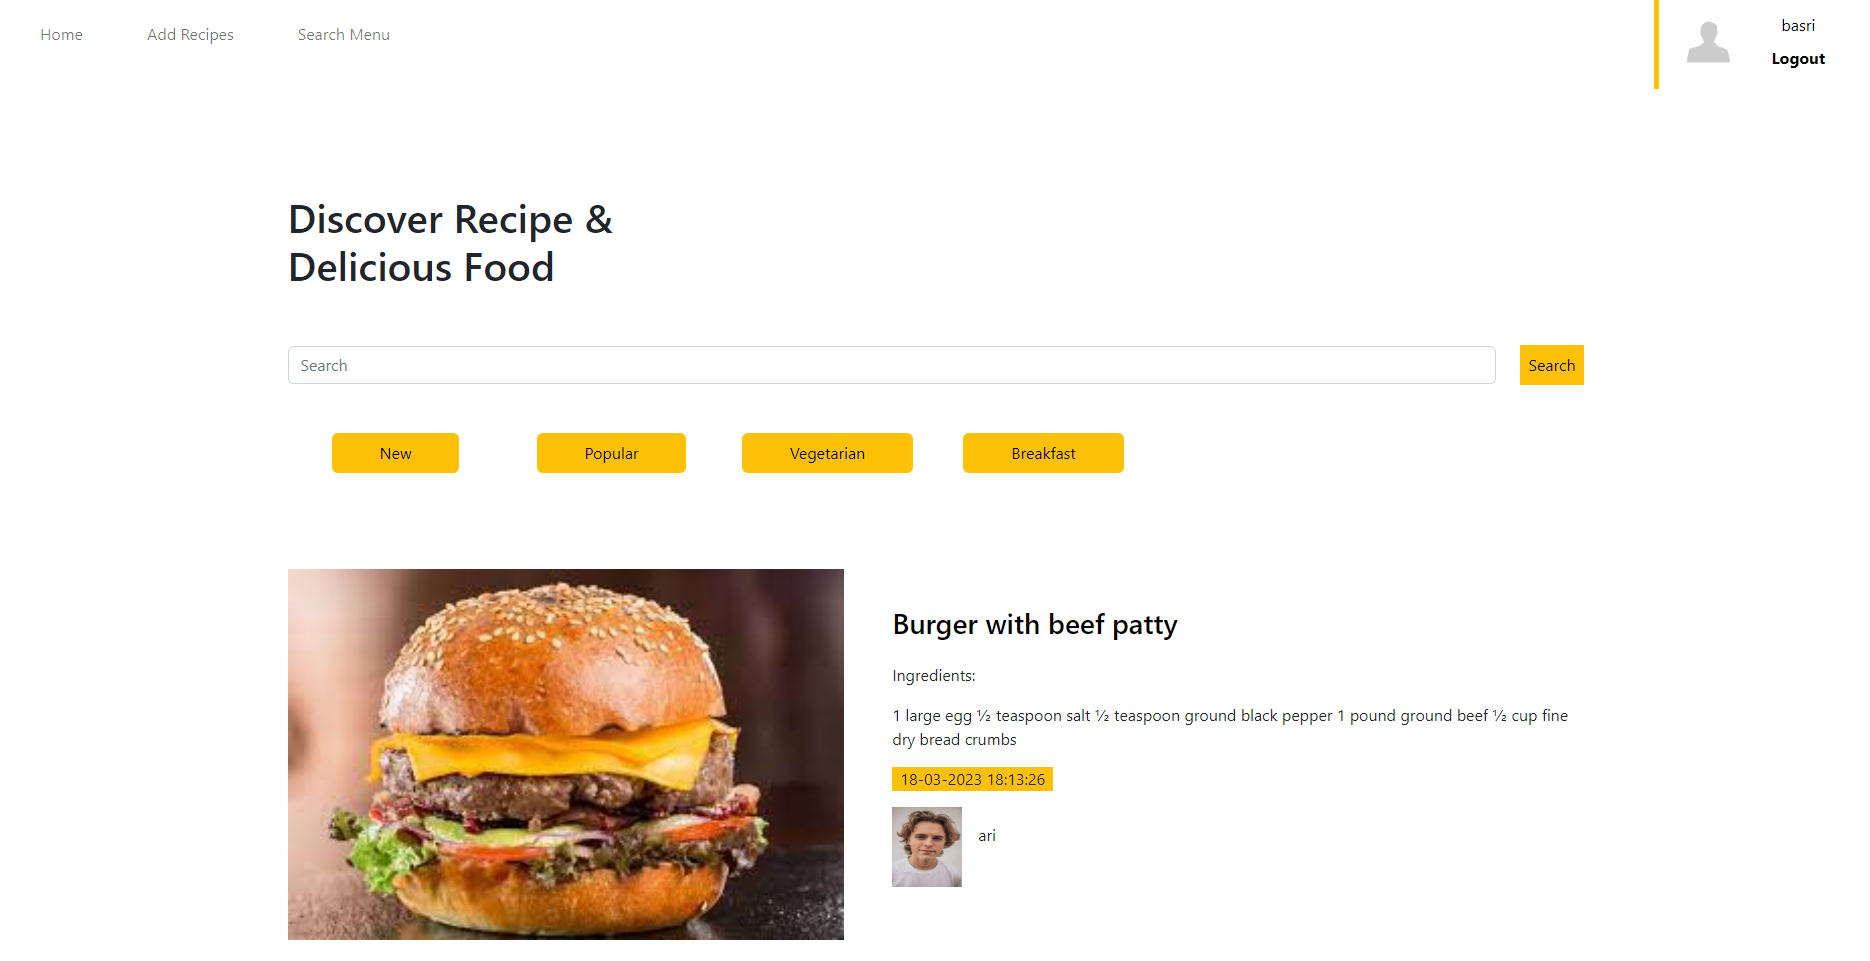 Home Add Recipes Search Menu
basri
Logout
Discover Recipe &
Delicious Food
Search
Search
New Popular Vegetarian Breakfast
Burger with beef patty
Ingredients:
1 large egg ½ teaspoon salt ½ teaspoon ground black pepper 1 pound ground beef ½ cup fine
dry bread crumbs
18-03-2023 18:13:26
ari